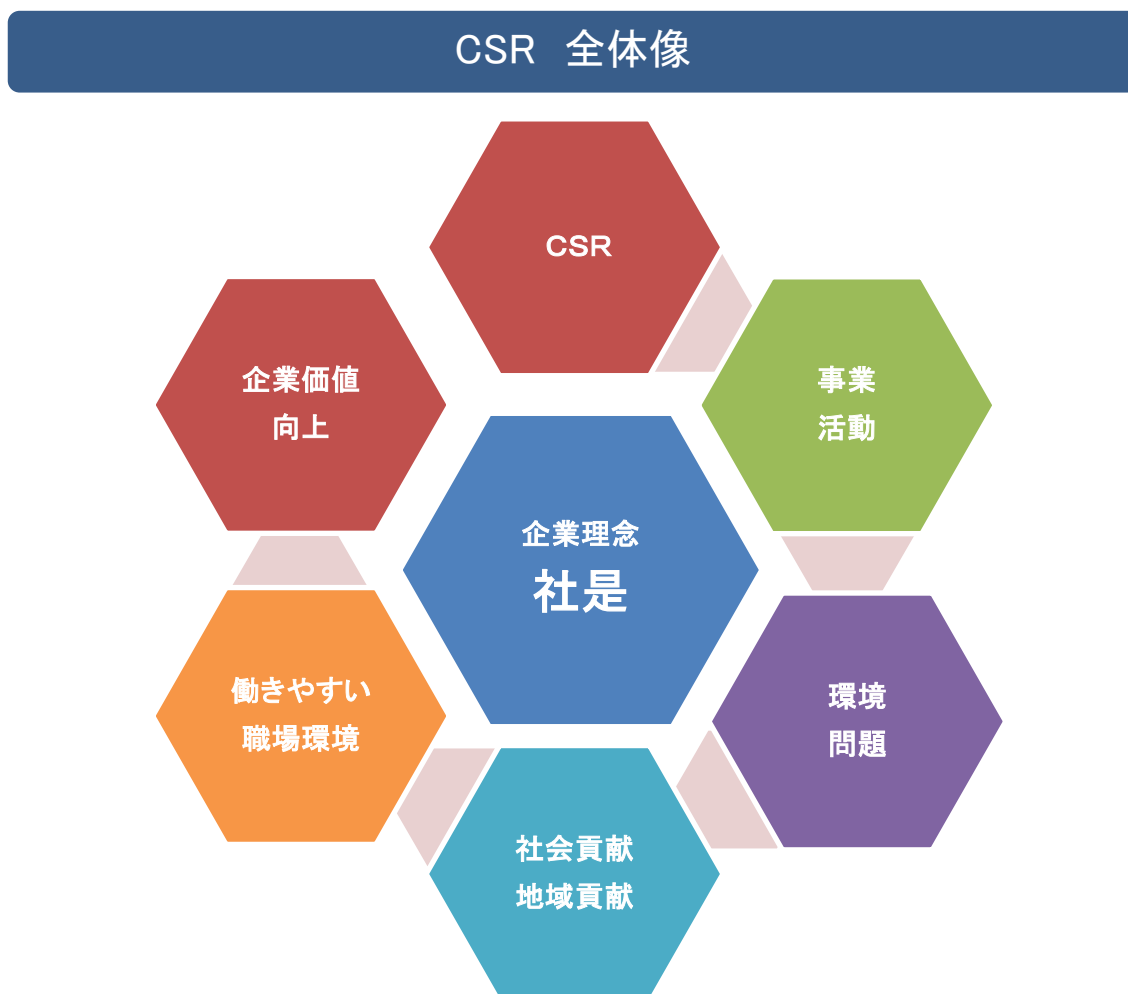 CSR　全体像
CSR
事業
活動
環境
問題
社会貢献
地域貢献
働きやすい
職場環境
企業価値
向上
企業理念
社是